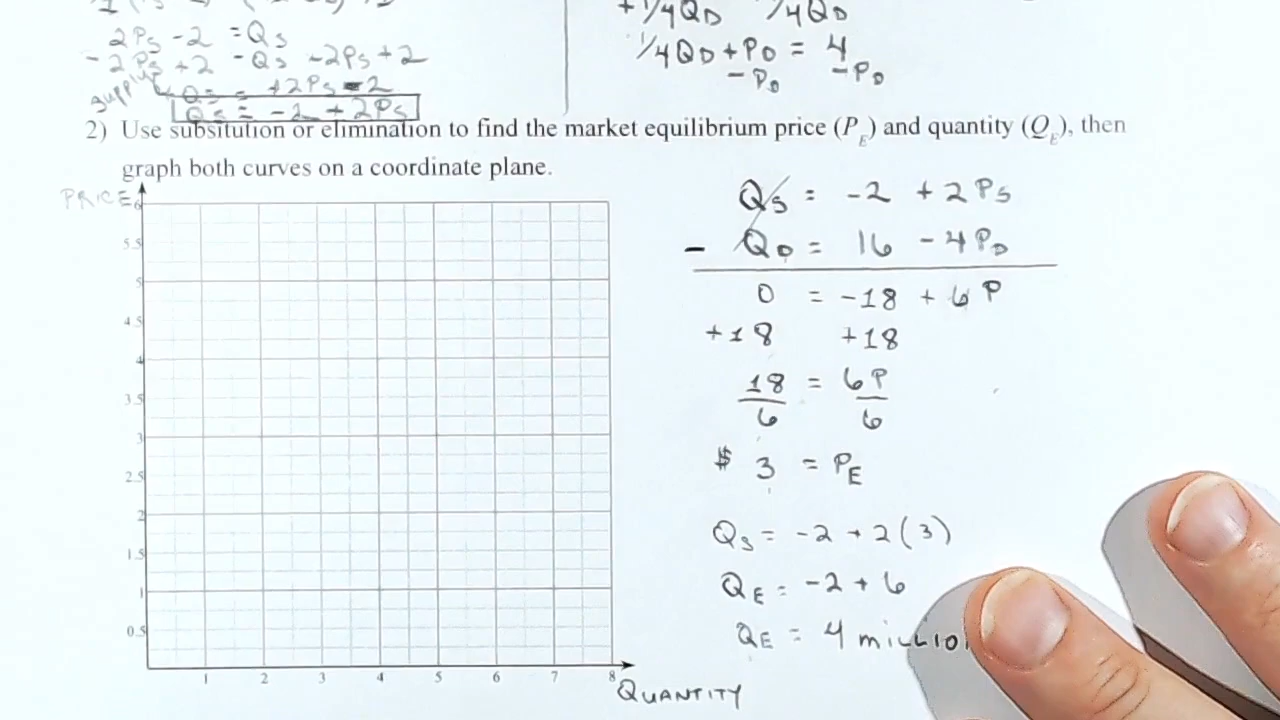 + 1/4QD 1/4QD
2Ps - 2 = Qs
- 2Ps + 2 - Qs - 2Ps + 2
1/4QD + PD = 4
- PD - PD
supply
Qs = +2Ps - 2
Qs = -2 + 2Ps
2) Use subsitution or elimination to find the market equilibrium price (PE) and quantity (QE), then
graph both curves on a coordinate plane.
PRICE
6
5.5
5
4.5
4
3.5
3
2.5
2
1.5
1
0.5
1 2 3 4 5 6 7 8
QUANTITY
Qs = -2 + 2Ps
- QD = 16 - 4PD
0 = -18 + 6P
+18 +18
18 = 6P
6 6
$ 3 = PE
Qs = -2 + 2(3)
QE = -2 + 6
QE = 4 MILLIO